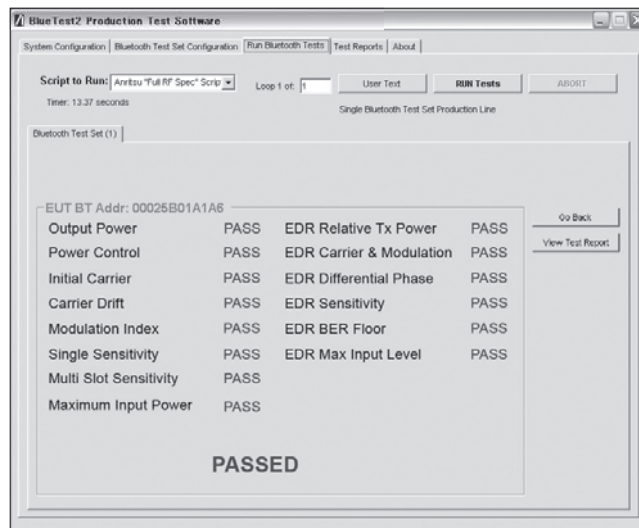 BlueTest2 Production Test Software
System Configuration | Bluetooth Test Set Configuration | Run Bluetooth Tests | Test Reports | About
Script to Run: Anritsu "Full RF Spec" Scrip Loop 1 of: 1 User Text RUN Tests ABORT
Timer: 13.37 seconds
Single Bluetooth Test Set Production Line
Bluetooth Test Set (1)
EUT BT Addr: 00025B01A1A6
Output Power PASS EDR Relative Tx Power PASS
Power Control PASS EDR Carrier & Modulation PASS
Initial Carrier PASS EDR Differential Phase PASS
Carrier Drift PASS EDR Sensitivity PASS
Modulation Index PASS EDR BER Floor PASS
Single Sensitivity PASS EDR Max Input Level PASS
Multi Slot Sensitivity PASS
Maximum Input Power PASS
PASSED
Go Back
View Test Report